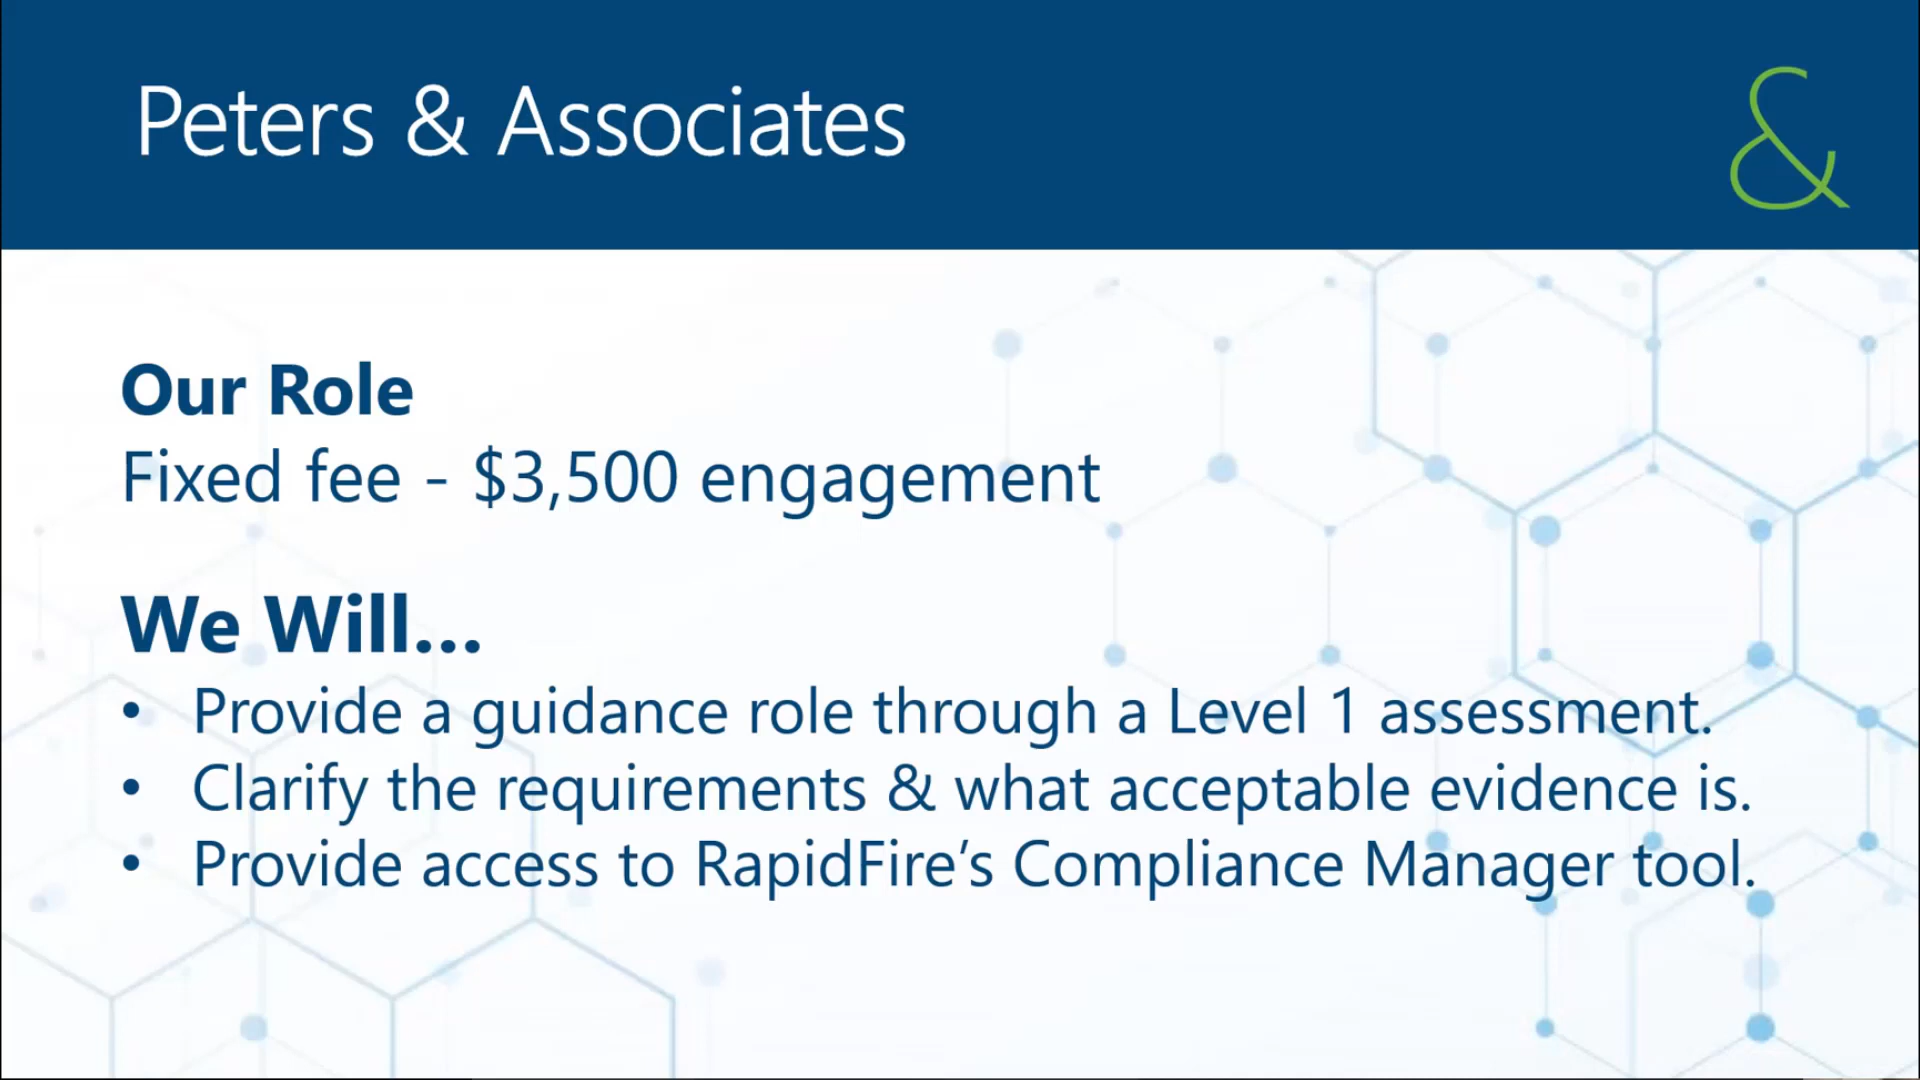 Peters & Associates
&
Our Role
Fixed fee - $3,500 engagement
We Will...
• Provide a guidance role through a Level 1 assessment.
• Clarify the requirements & what acceptable evidence is.
• Provide access to RapidFire’s Compliance Manager tool.